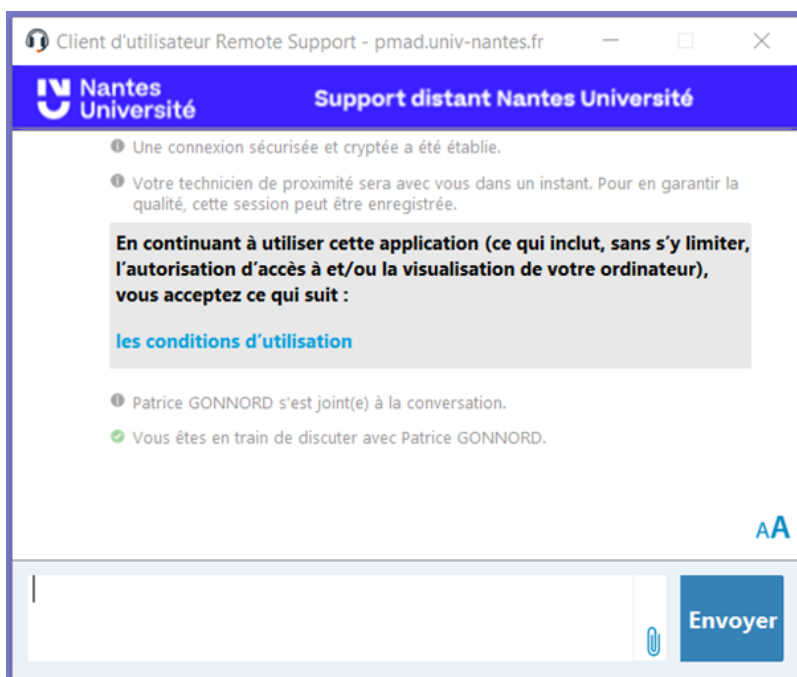 Client d'utilisateur Remote Support - pmad.univ-nantes.fr
Nantes
Université
Support distant Nantes Université
Une connexion sécurisée et cryptée a été établie.
Votre technicien de proximité sera avec vous dans un instant. Pour en garantir la
qualité, cette session peut être enregistrée.
En continuant à utiliser cette application (ce qui inclut, sans s´y limiter,
l´autorisation d´accès à et/ou la visualisation de votre ordinateur),
vous acceptez ce qui suit :
les conditions d´utilisation
Patrice GONNORD s'est joint(e) à la conversation.
Vous êtes en train de discuter avec Patrice GONNORD.
AA
Envoyer